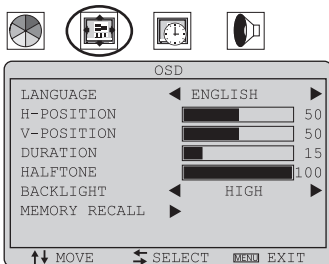 OSD
LANGUAGE ENGLISH
H-POSITION 50
V-POSITION 50
DURATION 15
HALFTONE 100
BACKLIGHT HIGH
MEMORY RECALL
MOVE SELECT MENU EXIT